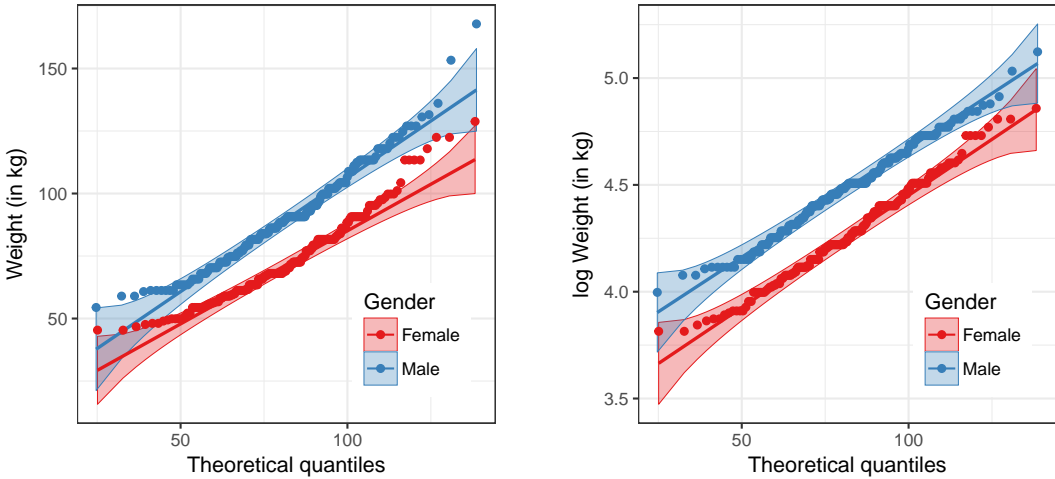 150
100
50
Weight (in kg)
50
100
Theoretical quantiles
Gender
Female
Male
5.0
4.5
4.0
3.5
log Weight (in kg)
50
100
Theoretical quantiles
Gender
Female
Male